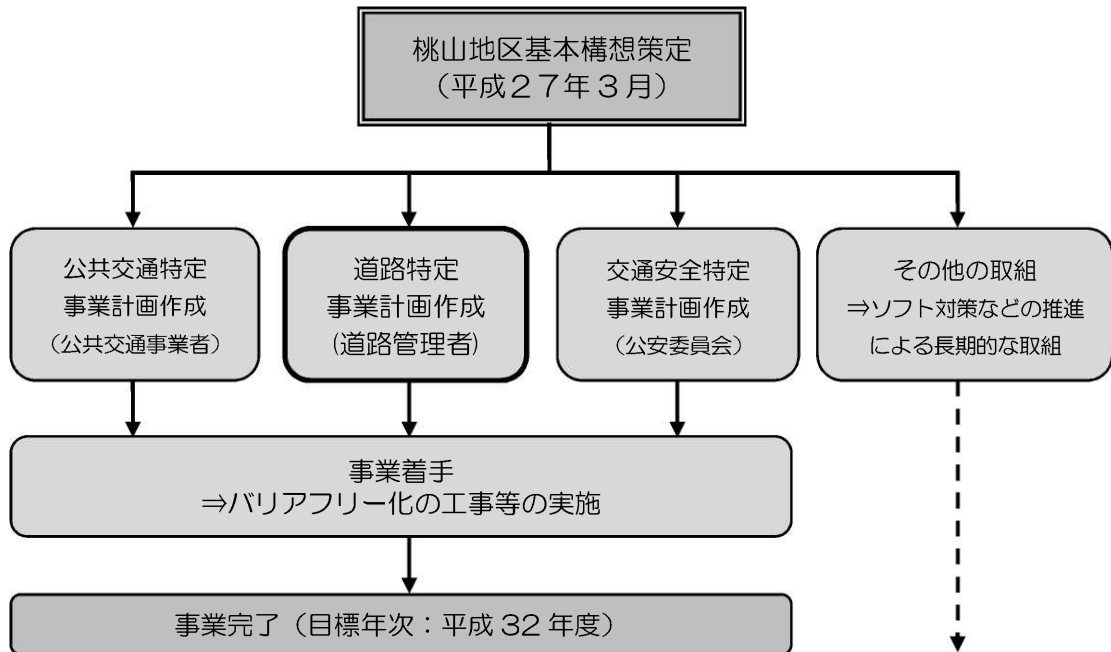 桃山地区基本構想策定
（平成２７年３月）
公共交通特定
事業計画作成
（公共交通事業者）
道路特定
事業計画作成
(道路管理者)
交通安全特定
事業計画作成
（公安委員会）
その他の取組
⇒ソフト対策などの推進
による長期的な取組
事業着手
⇒バリアフリー化の工事等の実施
事業完了（目標年次：平成 32 年度）